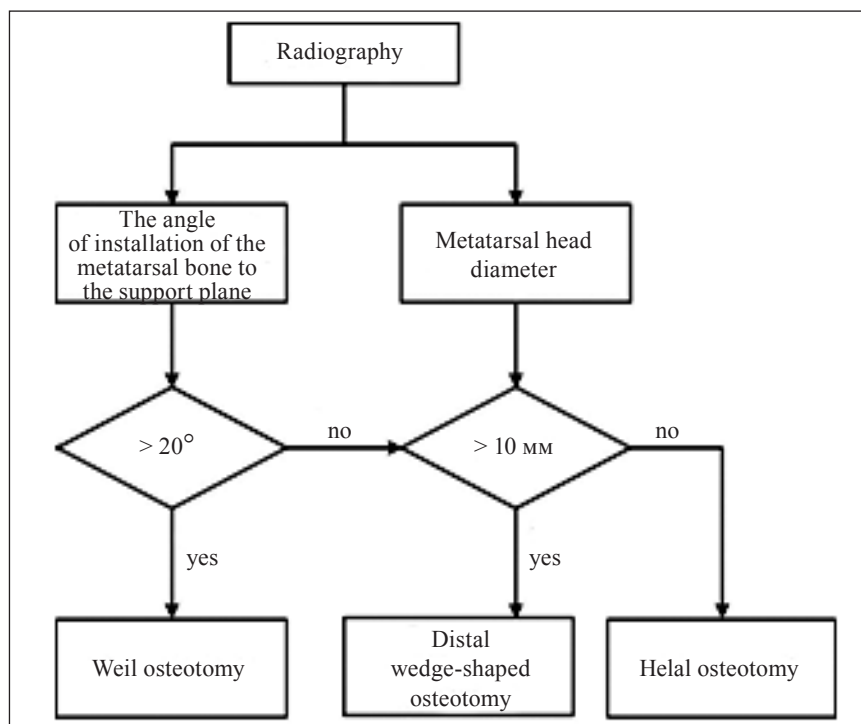 Radiography
The angle
of installation of the
metatarsal bone to
the support plane
Metatarsal head
diameter
> 20°
no
> 10 мм
no
yes
yes
Weil osteotomy
Distal
wedge-shaped
osteotomy
Helal osteotomy